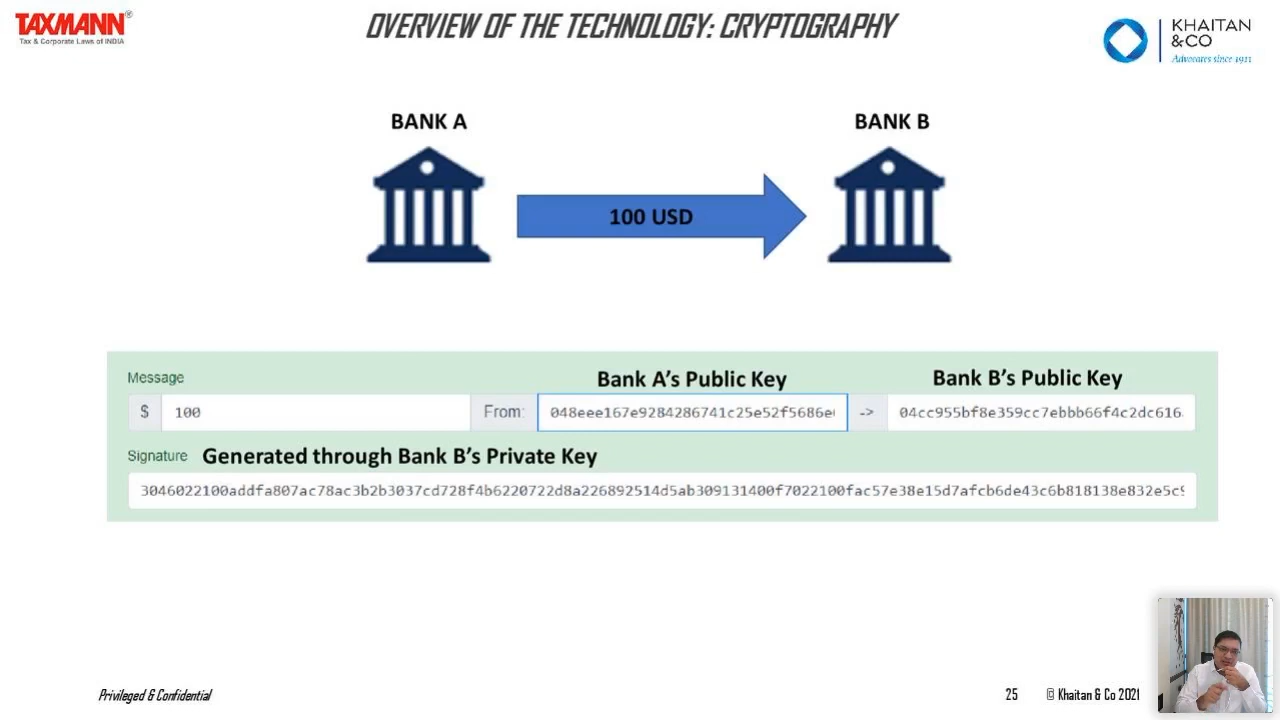 TAXMANN®
Tax & Corporate Laws of INDIA
OVERVIEW OF THE TECHNOLOGY: CRYPTOGRAPHY
KHAITAN
&CO
Advocates since 1911
BANK A
BANK B
100 USD
Message
Bank A's Public Key
Bank B's Public Key
$ 100 From: 048eee167e9284286741c25e52f5686e -> 04cc955bf8e359cc7ebbb66f4c2dc616
Signature Generated through Bank B's Private Key
3046022100addfa807ac78ac3b2b3037cd728f4b6220722d8a226892514d5ab309131400f7022100fac57e38e15d7afcb6de43c6b818138e832e5c9
Privileged & Confidential
25
© Khaitan & Co 2021